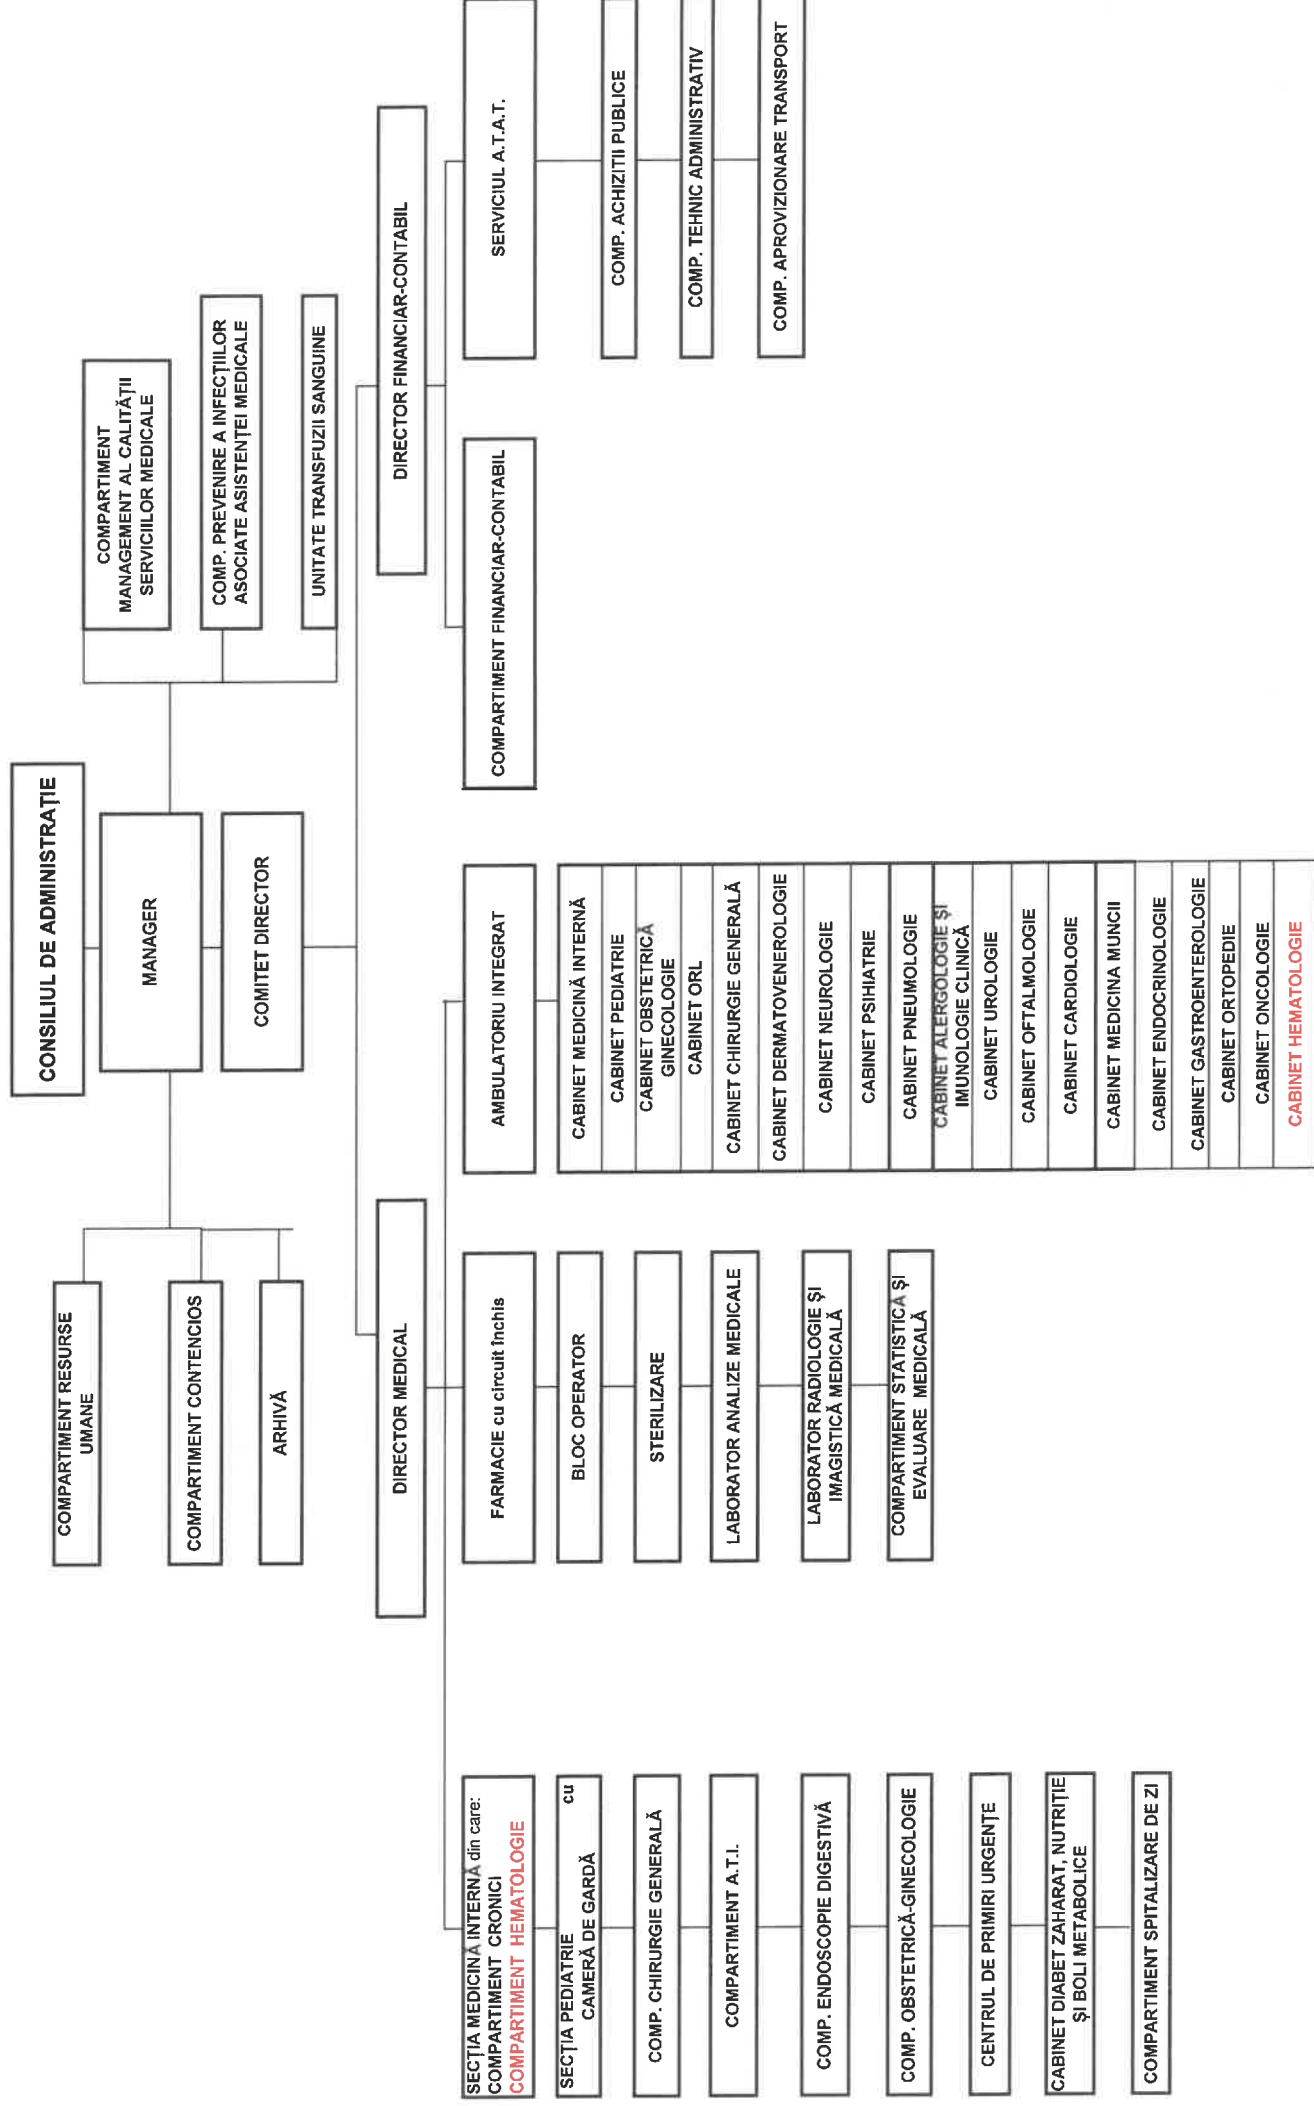 CONSILIUL DE ADMINISTRAȚIE
MANAGER
COMITET DIRECTOR
COMPARTIMENT RESURSE
UMANE
COMPARTIMENT CONTENCIOS
ARHIVĂ
COMPARTIMENT
MANAGEMENT AL CALITĂȚII
SERVICIILOR MEDICALE
COMP. PREVENIRE A INFECȚIILOR
ASOCIATE ASISTENȚEI MEDICALE
UNITATE TRANSFUZII SANGUINE
DIRECTOR MEDICAL
DIRECTOR FINANCIAR-CONTABIL
SECȚIA MEDICINĂ INTERNĂ din care:
COMPARTIMENT CRONICI
COMPARTIMENT HEMATOLOGIE
SECȚIA PEDIATRIE cu
CAMERĂ DE GARDĂ
COMP. CHIRURGIE GENERALĂ
COMPARTIMENT A.T.I.
COMP. ENDOSCOPIE DIGESTIVĂ
COMP. OBSTETRICĂ-GINECOLOGIE
CENTRUL DE PRIMIRI URGENȚE
CABINET DIABET ZAHARAT, NUTRIȚIE
ȘI BOLI METABOLICE
COMPARTIMENT SPITALIZARE DE ZI
FARMACIE cu circuit închis
BLOC OPERATOR
STERILIZARE
LABORATOR ANALIZE MEDICALE
LABORATOR RADIOLOGIE ȘI
IMAGISTICĂ MEDICALĂ
COMPARTIMENT STATISTICĂ ȘI
EVALUARE MEDICALĂ
AMBULATORIU INTEGRAT
CABINET MEDICINĂ INTERNĂ
CABINET PEDIATRIE
CABINET OBSTETRICĂ
GINECOLOGIE
CABINET ORL
CABINET CHIRURGIE GENERALĂ
CABINET DERMATOVENEROLOGIE
CABINET NEUROLOGIE
CABINET PSIHIATRIE
CABINET PNEUMOLOGIE
CABINET ALERGOLOGIE ȘI
IMUNOLOGIE CLINICĂ
CABINET UROLOGIE
CABINET OFTALMOLOGIE
CABINET CARDIOLOGIE
CABINET MEDICINA MUNCII
CABINET ENDOCRINOLOGIE
CABINET GASTROENTEROLOGIE
CABINET ORTOPEDIE
CABINET ONCOLOGIE
CABINET HEMATOLOGIE
COMPARTIMENT FINANCIAR-CONTABIL
SERVICIUL A.T.A.T.
COMP. ACHIZITII PUBLICE
COMP. TEHNIC ADMINISTRATIV
COMP. APROVIZIONARE TRANSPORT